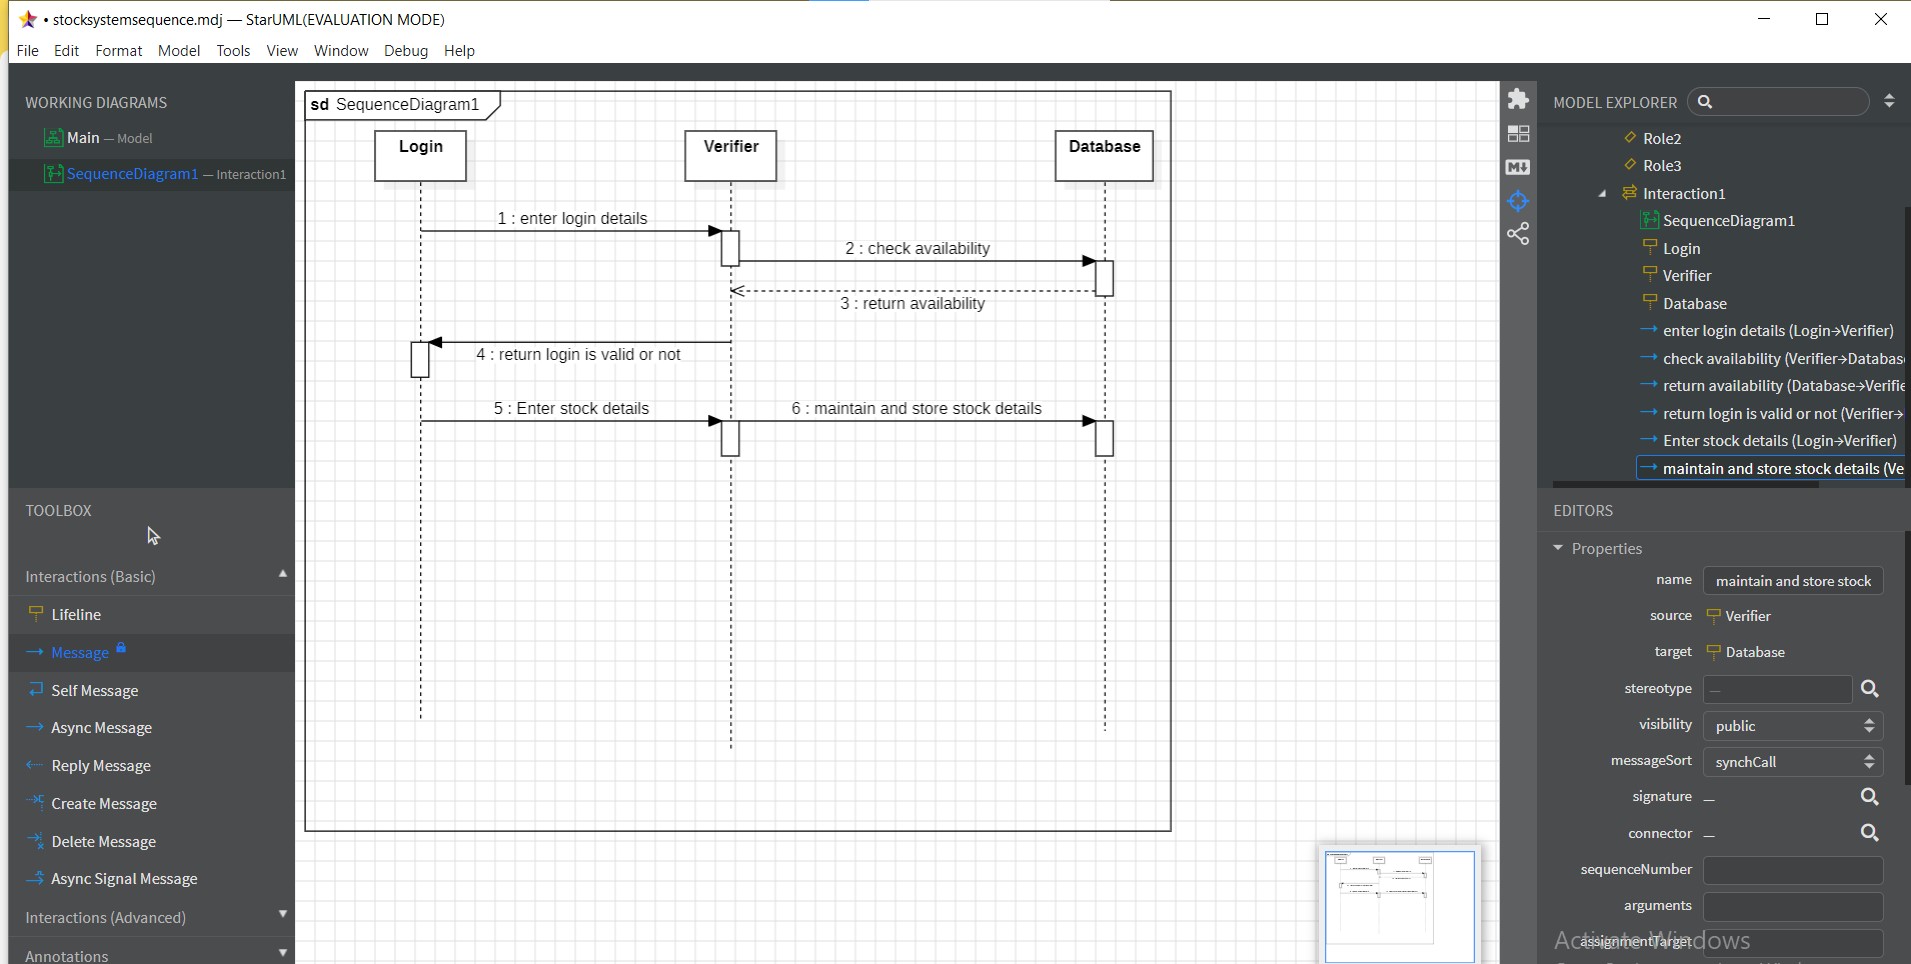 • stocksystemsequence.mdj — StarUML(EVALUATION MODE)
File Edit Format Model Tools View Window Debug Help
WORKING DIAGRAMS
Main — Model
SequenceDiagram1 — Interaction1
TOOLBOX
Interactions (Basic)
Lifeline
Message
Self Message
Async Message
Reply Message
Create Message
Delete Message
Async Signal Message
Interactions (Advanced)
Annotations
sd SequenceDiagram1
Login Verifier Database
1 : enter login details
2 : check availability
3 : return availability
4 : return login is valid or not
5 : Enter stock details 6 : maintain and store stock details
MODEL EXPLORER
Role2
Role3
Interaction1
SequenceDiagram1
Login
Verifier
Database
enter login details (Login→Verifier)
check availability (Verifier→Databas
return availability (Database→Verifie
return login is valid or not (Verifier→
Enter stock details (Login→Verifier)
maintain and store stock details (Ve
EDITORS
Properties
name maintain and store stock
source Verifier
target Database
stereotype —
visibility public
messageSort synchCall
signature —
connector —
sequenceNumber
arguments
assignmentTarget
Activate Windows